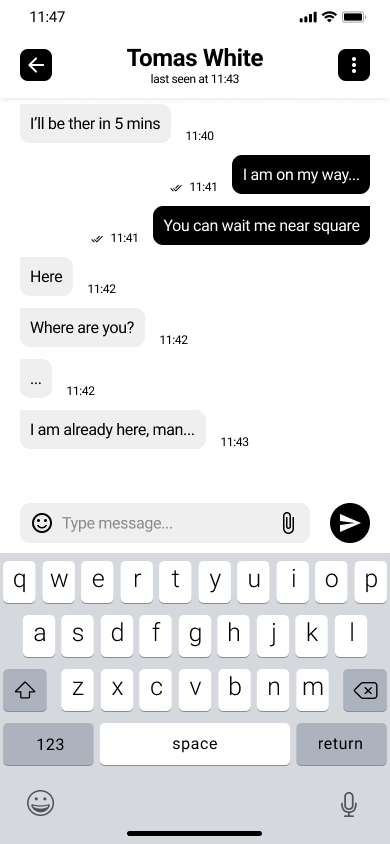 11:47
Tomas White
last seen at 11:43
I'll be ther in 5 mins
11:40
I am on my way...
11:41
You can wait me near square
11:41
Here
11:42
Where are you?
11:42
...
11:42
I am already here, man...
11:43
Type message...
q w e r t y u i o p
a s d f g h j k l
z x c v b n m
123 space return